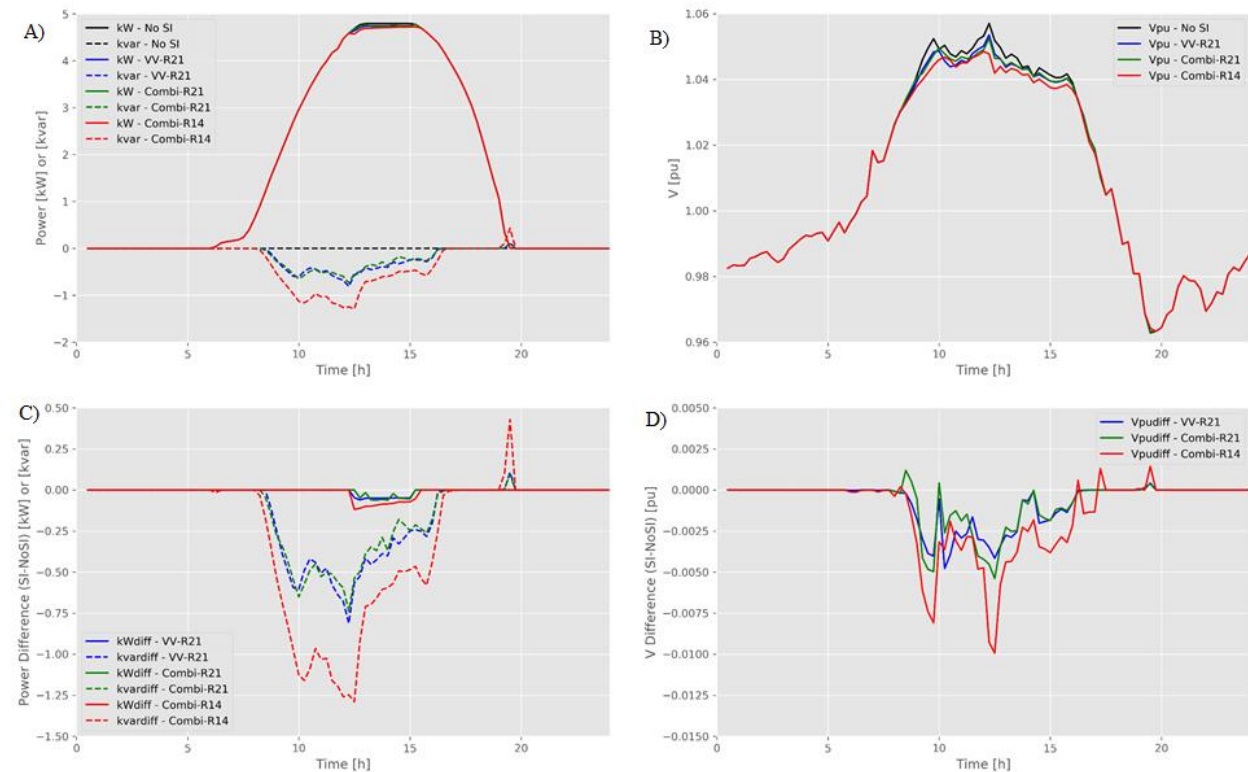 A)
5
4
3
2
1
0
−1
−2
Power [kW] or [kvar]
kW - No SI
kvar - No SI
kW - VV-R21
kvar - VV-R21
kW - Combi-R21
kvar - Combi-R21
kW - Combi-R14
kvar - Combi-R14
0 5 10 15 20
Time [h]
B)
1.06
1.04
1.02
1.00
0.98
0.96
V [pu]
Vpu - No SI
Vpu - VV-R21
Vpu - Combi-R21
Vpu - Combi-R14
0 5 10 15 20
Time [h]
C)
0.50
0.25
0.00
−0.25
−0.50
−0.75
−1.00
−1.25
−1.50
Power Difference (SI-NoSI) [kW] or [kvar]
kWdiff - VV-R21
kvardiff - VV-R21
kWdiff - Combi-R21
kvardiff - Combi-R21
kWdiff - Combi-R14
kvardiff - Combi-R14
0 5 10 15 20
Time [h]
D)
0.0050
0.0025
0.0000
−0.0025
−0.0050
−0.0075
−0.0100
−0.0125
−0.0150
V Difference (SI-NoSI) [pu]
Vpudiff - VV-R21
Vpudiff - Combi-R21
Vpudiff - Combi-R14
0 5 10 15 20
Time [h]